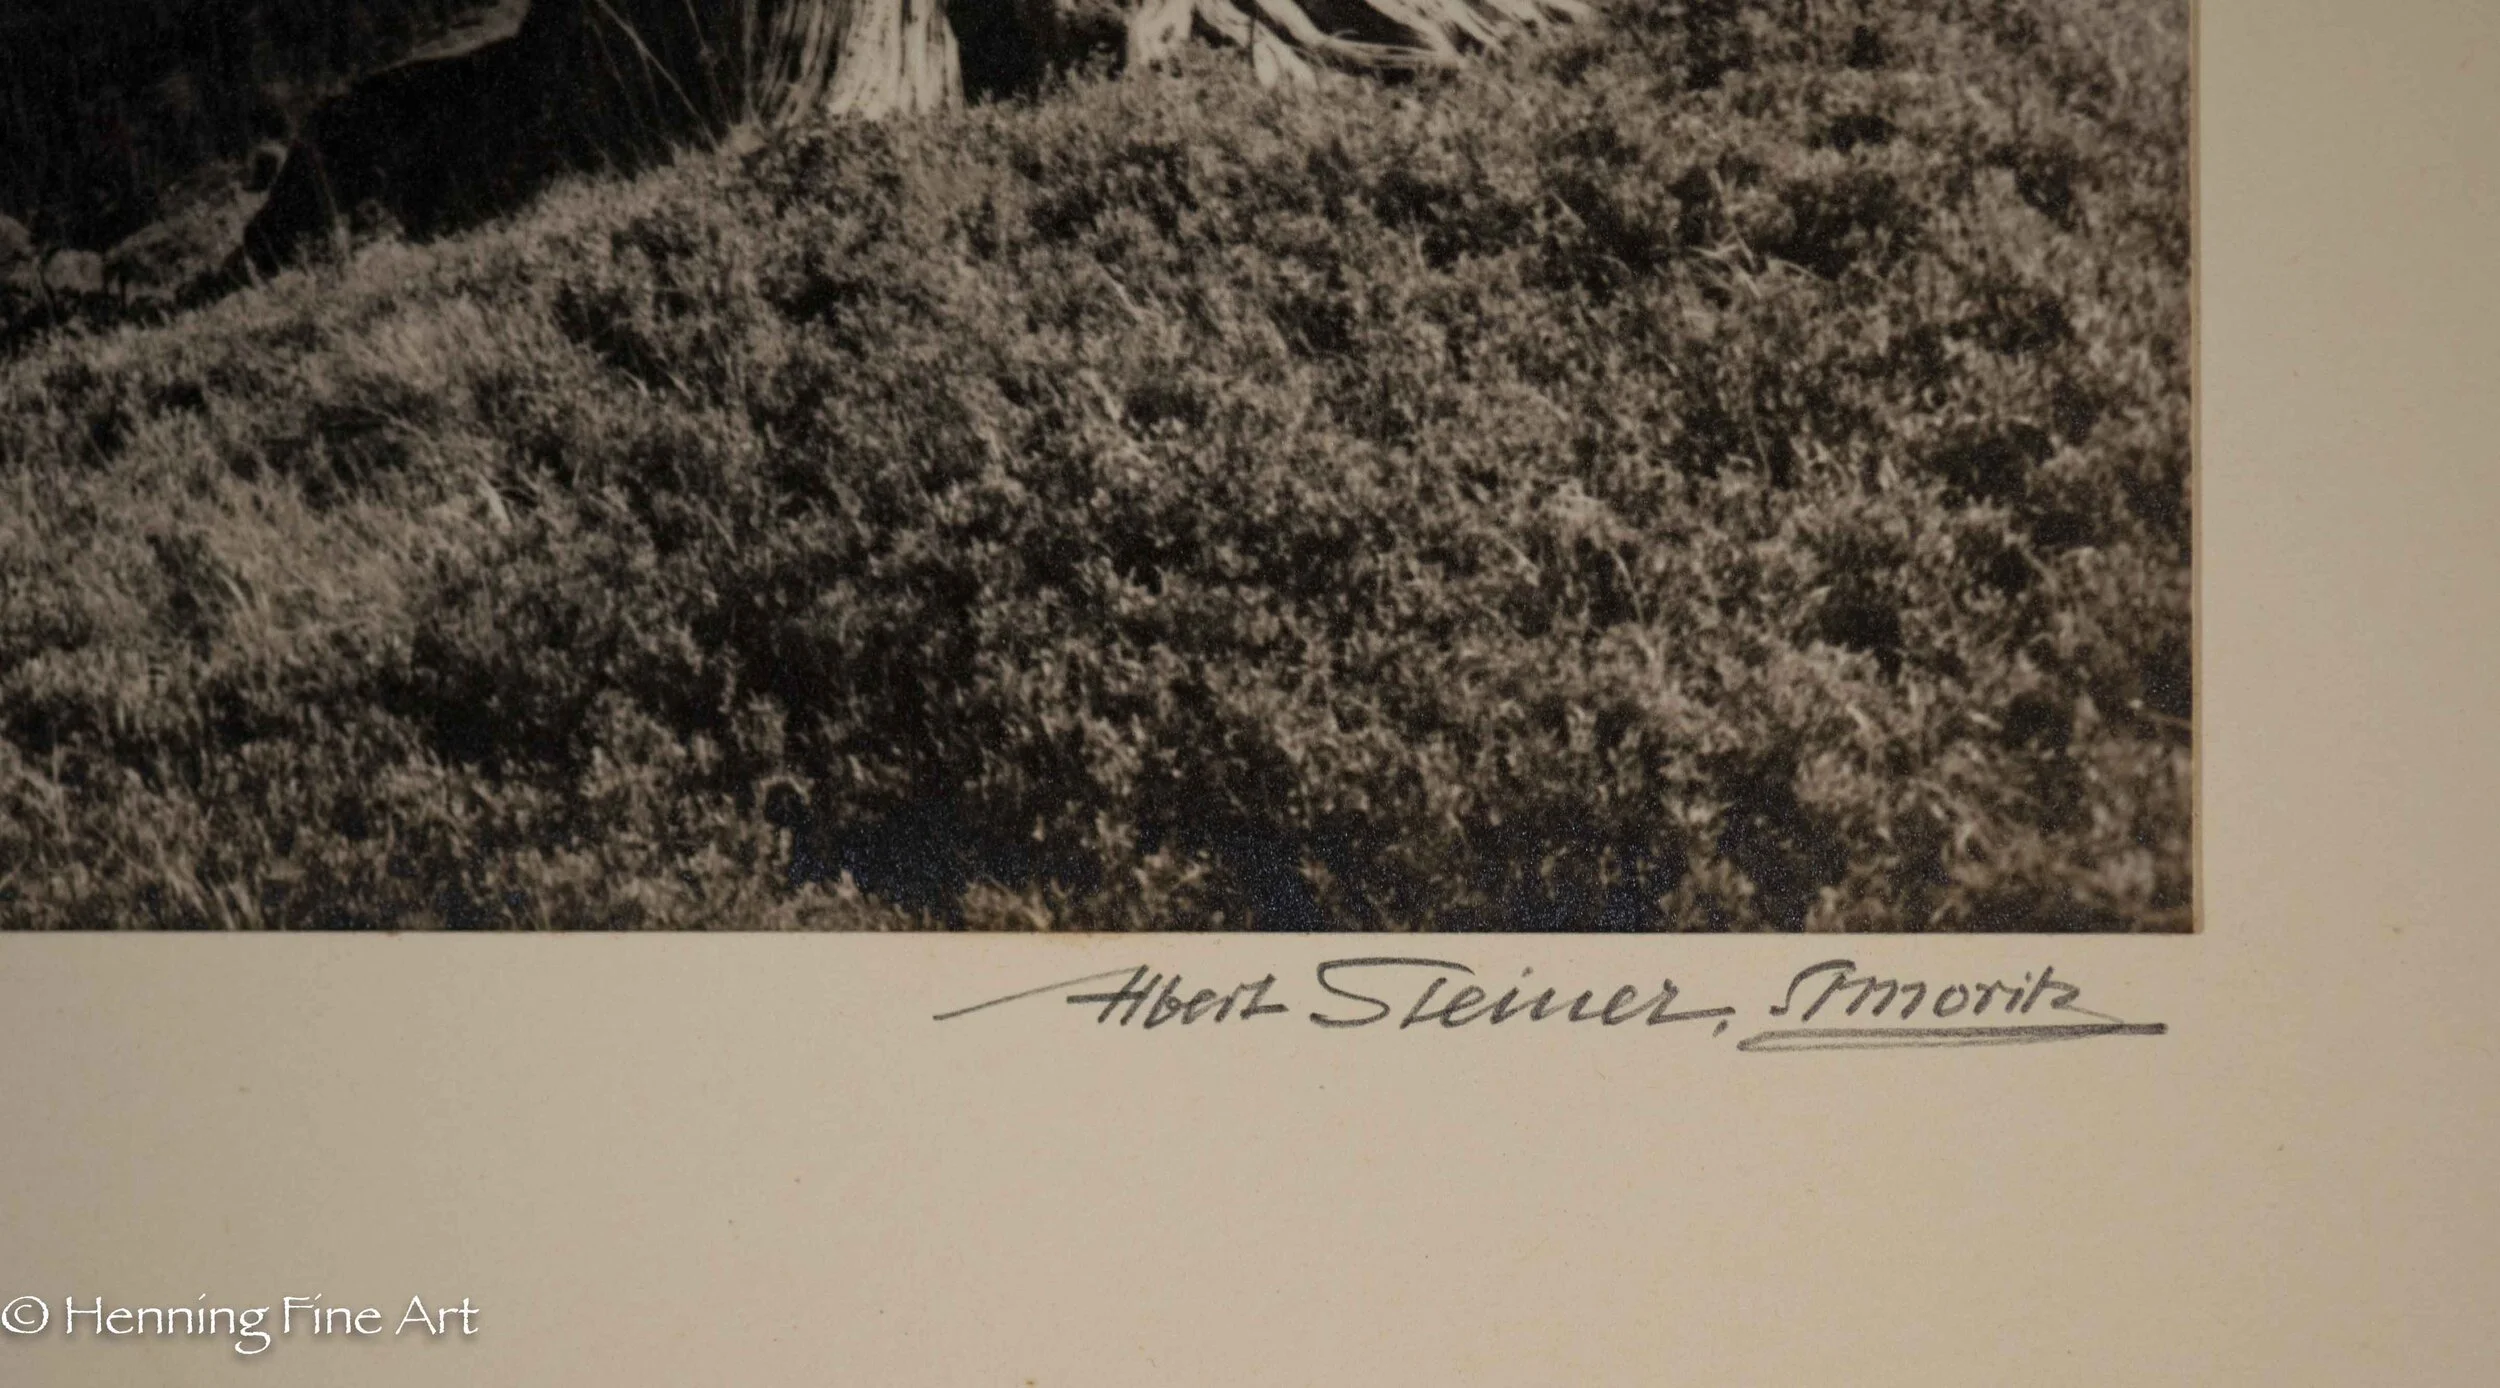 Albert Steiner, St Moritz
© Henning Fine Art